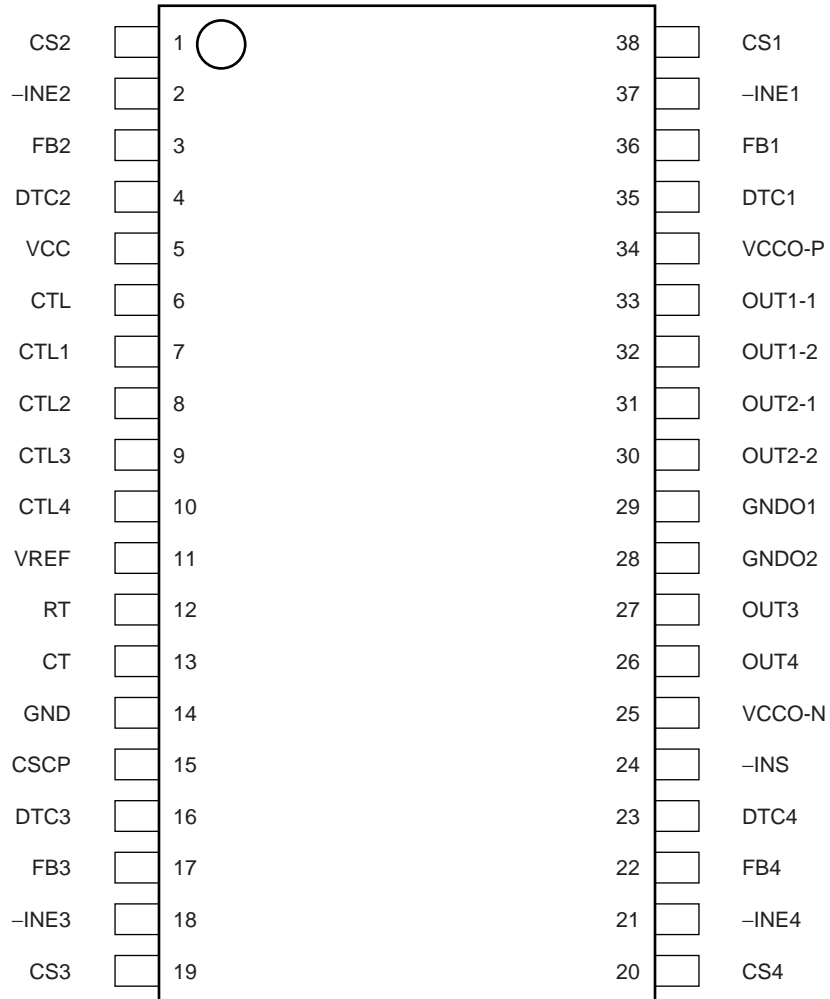 CS2 1 38 CS1
–INE2 2 37 –INE1
FB2 3 36 FB1
DTC2 4 35 DTC1
VCC 5 34 VCCO-P
CTL 6 33 OUT1-1
CTL1 7 32 OUT1-2
CTL2 8 31 OUT2-1
CTL3 9 30 OUT2-2
CTL4 10 29 GNDO1
VREF 11 28 GNDO2
RT 12 27 OUT3
CT 13 26 OUT4
GND 14 25 VCCO-N
CSCP 15 24 –INS
DTC3 16 23 DTC4
FB3 17 22 FB4
–INE3 18 21 –INE4
CS3 19 20 CS4